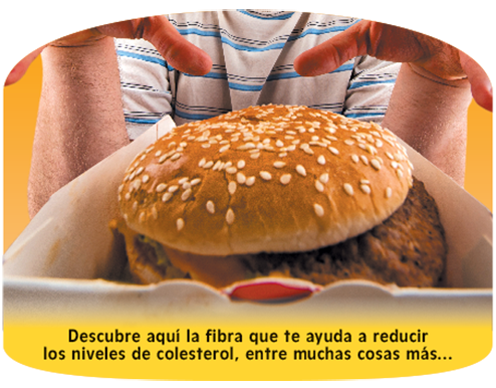 Descubre aquí la fibra que te ayuda a reducir
los niveles de colesterol, entre muchas cosas más...